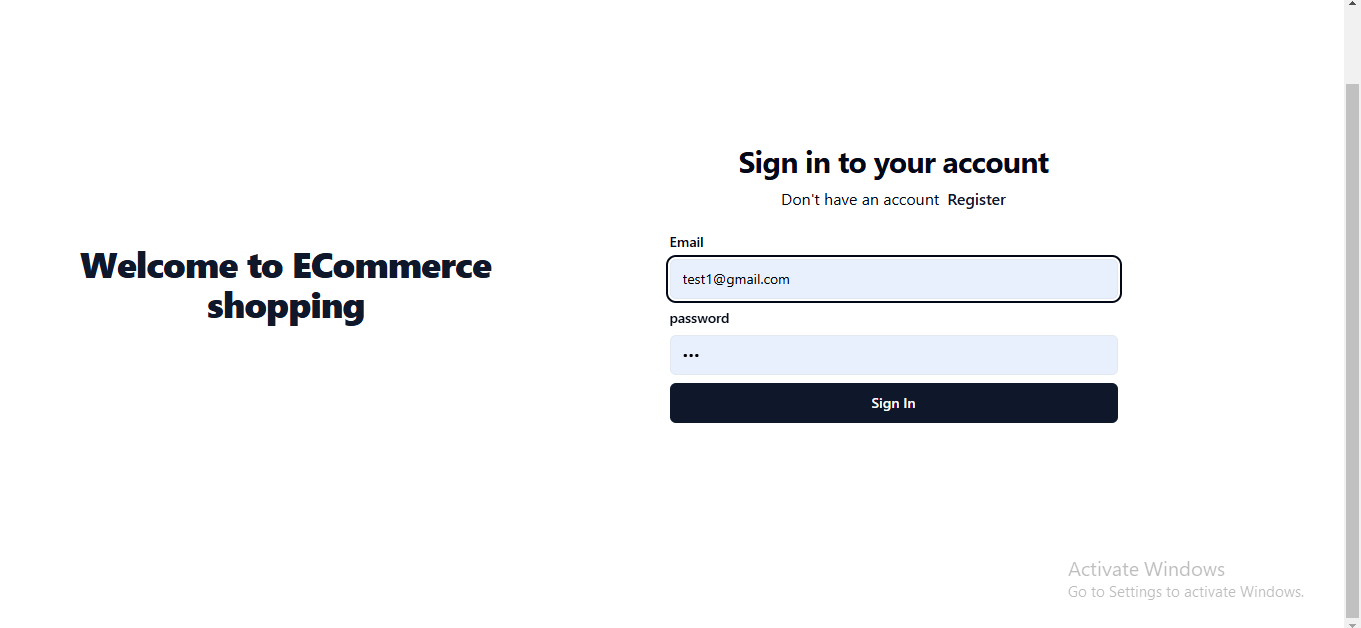 Welcome to ECommerce
shopping
Sign in to your account
Don't have an account Register
Email
test1@gmail.com
password
•••
Sign In
Activate Windows
Go to Settings to activate Windows.